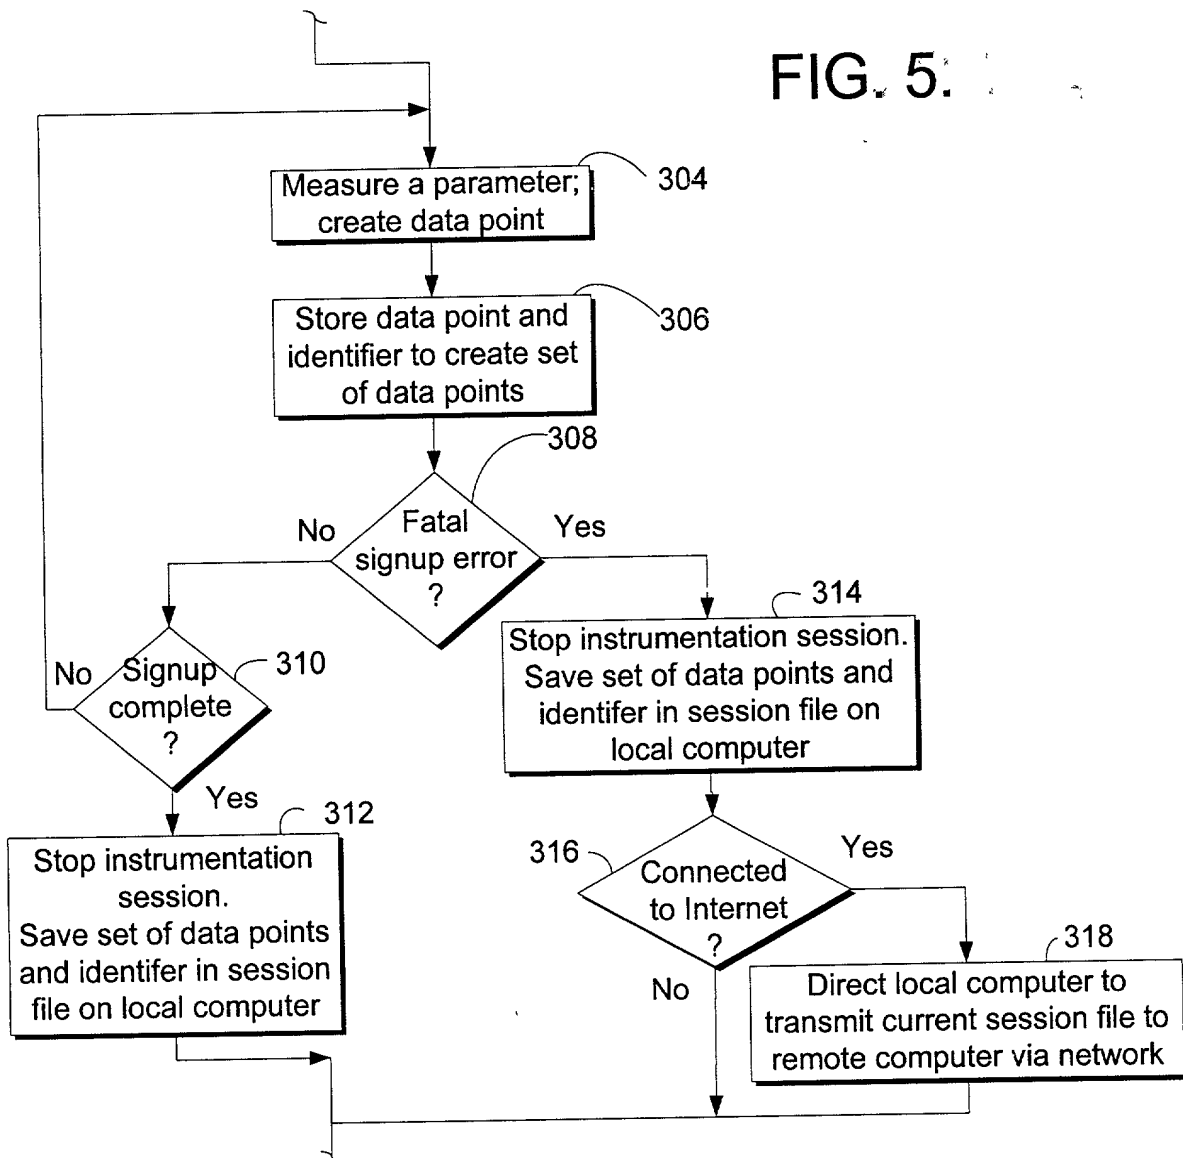 FIG. 5.
Measure a parameter;
create data point
304
Store data point and
identifier to create set
of data points
306
308
No
Fatal
signup error
?
Yes
314
Stop instrumentation session.
Save set of data points and
identifer in session file on
local computer
No
Signup
complete
?
310
Yes
312
Stop instrumentation
session.
Save set of data points
and identifer in session
file on local computer
316
Connected
to Internet
?
Yes
No
318
Direct local computer to
transmit current session file to
remote computer via network